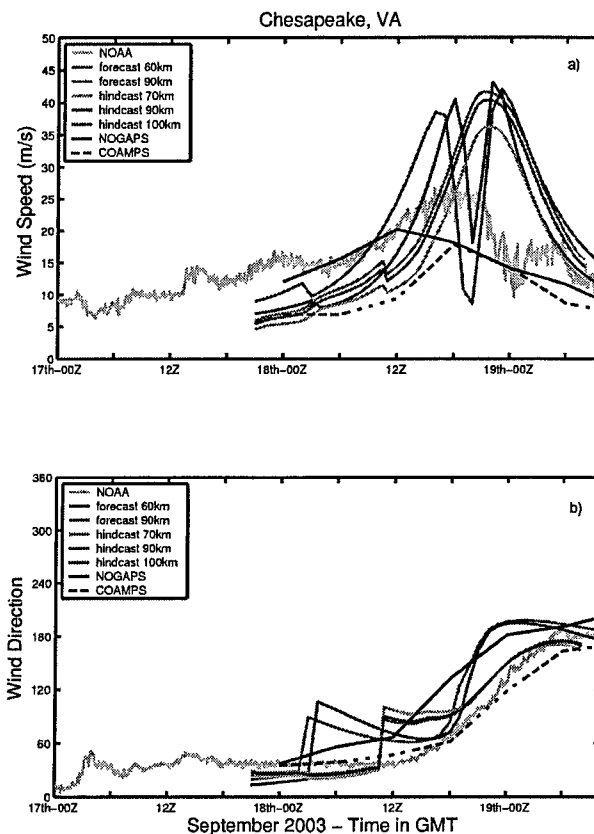 Chesapeake, VA
50
45
40
35
30
25
20
15
10
5
0
Wind Speed (m/s)
NOAA
forecast 60km
forecast 90km
hindcast 70km
hindcast 90km
hindcast 100km
NOGAPS
COAMPS
a)
17th-00Z
12Z
18th-00Z
12Z
19th-00Z
360
300
240
180
120
60
0
Wind Direction
NOAA
forecast 60km
forecast 90km
hindcast 70km
hindcast 90km
hindcast 100km
NOGAPS
COAMPS
b)
17th-00Z
12Z
18th-00Z
12Z
19th-00Z
September 2003 – Time in GMT